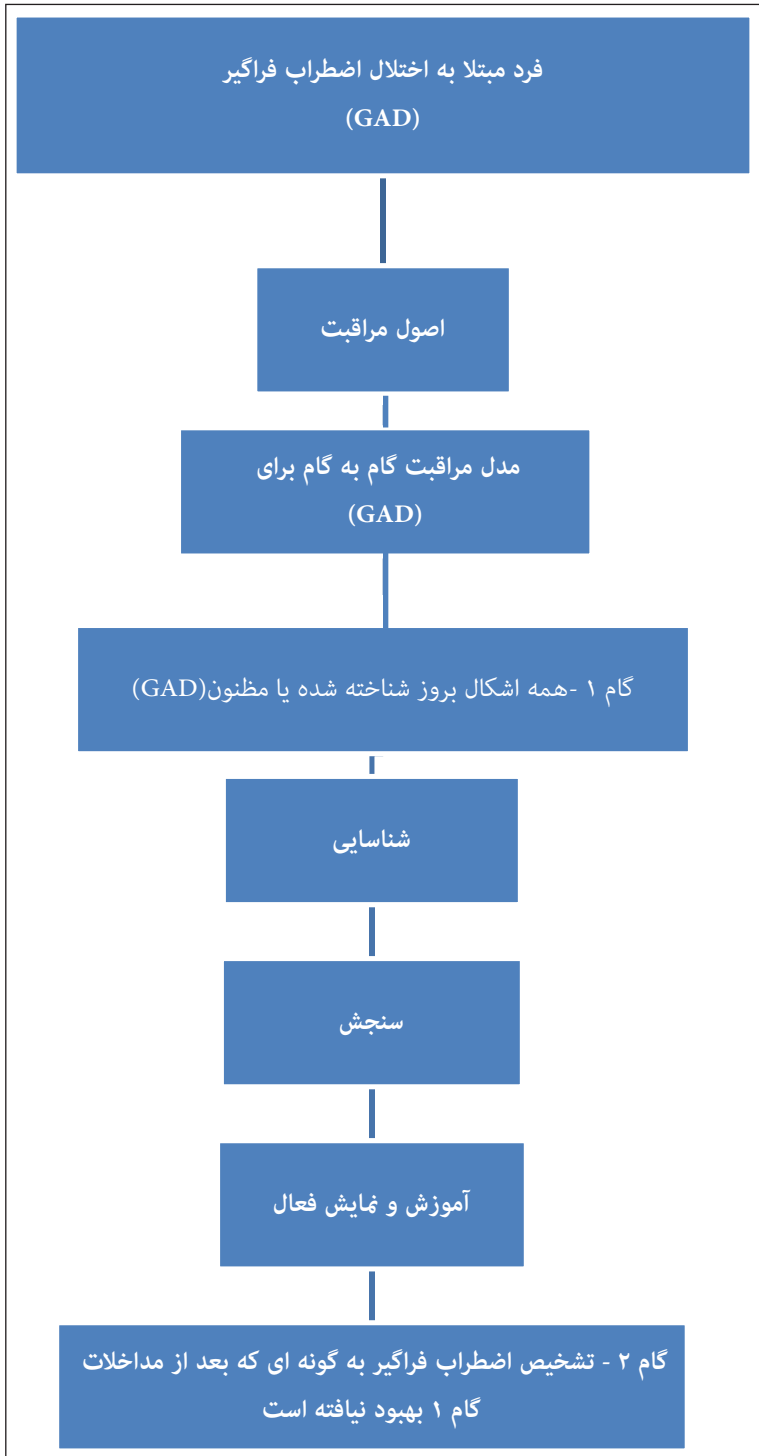 فرد مبتلا به اختلال اضطراب فراگیر
(GAD)
اصول مراقبت
مدل مراقبت گام به گام برای
(GAD)
گام ۱ -همه اشکال بروز شناخته شده یا مظنون(GAD)
شناسایی
سنجش
آموزش و نمایش فعال
گام ۲ - تشخیص اضطراب فراگیر به گونه ای که بعد از مداخلات
گام ۱ بهبود نیافته است